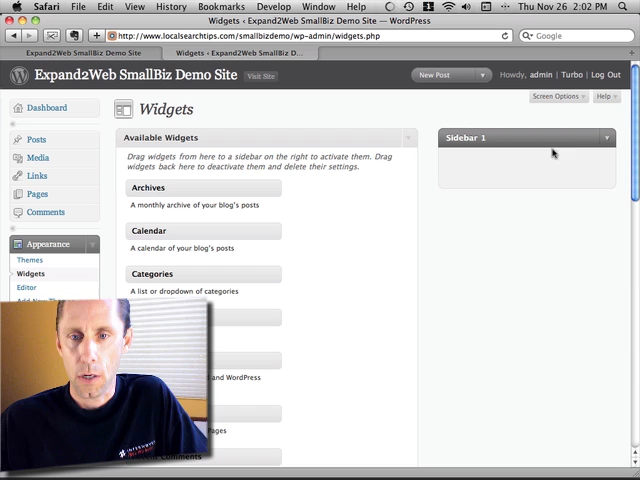 Safari File Edit View History Bookmarks Develop Window Help
Thu Nov 26 2:02 PM
Widgets ‹ Expand2Web SmallBiz Demo Site — WordPress
http://www.localsearchtips.com/smallbizdemo/wp-admin/widgets.php
Google
Expand2Web SmallBiz Demo Site
Widgets ‹ Expand2Web SmallBiz D...
Expand2Web SmallBiz Demo Site
Visit Site
New Post
Howdy, admin | Turbo | Log Out
Screen Options
Help
Dashboard
Posts
Media
Links
Pages
Comments
Appearance
Themes
Widgets
Editor
Widgets
Available Widgets
Drag widgets from here to a sidebar on the right to activate them. Drag
widgets back here to deactivate them and delete their settings.
Archives
A monthly archive of your blog's posts
Calendar
A calendar of your blog's posts
Categories
A list or dropdown of categories
and WordPress
Pages
Comments
Sidebar 1